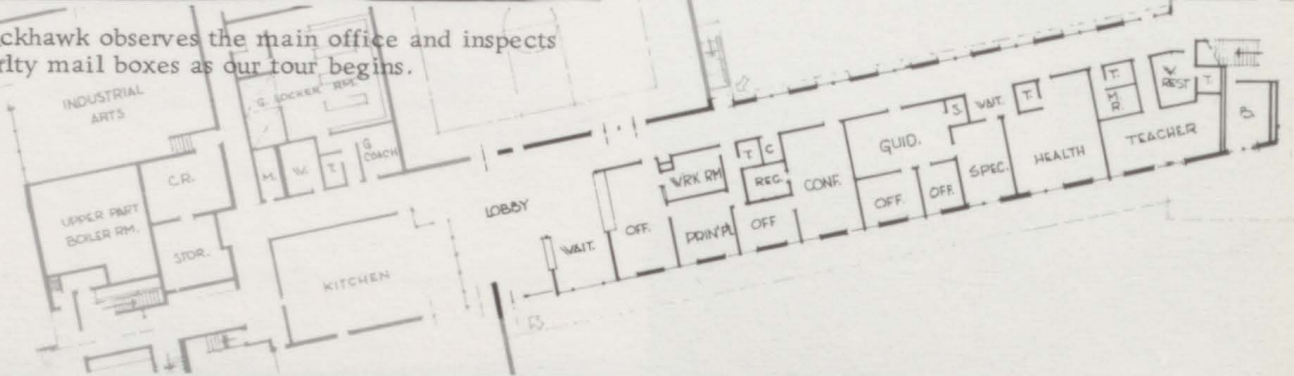 ckhawk observes the main office and inspects
rlty mail boxes as our tour begins.
INDUSTRIAL
ARTS
G. LOCKER RM.
UPPER PART
BOILER RM.
C.R.
STOR.
M.
W.
T.
G.
COACH
KITCHEN
LOBBY
WAIT.
OFF.
WRK RM
PRIN'PL
T
C
REC.
OFF
CONF.
GUID.
OFF.
OFF.
S.
WAIT.
SPEC.
T.
HEALTH
T.
M.
R.
TEACHER
W.
REST
T.
B.